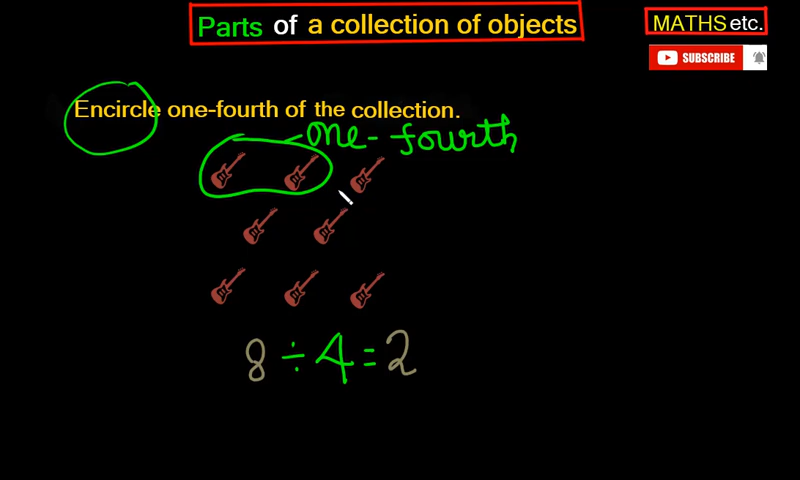 Parts of a collection of objects
MATHS etc.
SUBSCRIBE
Encircle one-fourth of the collection.
one-fourth
8 ÷ 4 = 2